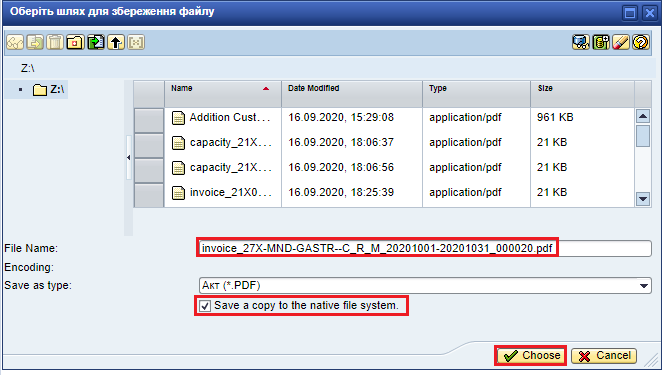 Оберіть шлях для збереження файлу
Z:\
Z:\
Name Date Modified Type Size
Addition Cust... 16.09.2020, 15:29:08 application/pdf 961 KB
capacity_21X... 16.09.2020, 18:06:37 application/pdf 21 KB
capacity_21X... 16.09.2020, 18:06:56 application/pdf 21 KB
invoice_21X0... 16.09.2020, 18:25:39 application/pdf 21 KB
File Name: invoice_27X-MND-GASTR--C_R_M_20201001-20201031_000020.pdf
Encoding:
Save as type: Акт (*.PDF)
Save a copy to the native file system.
Choose Cancel